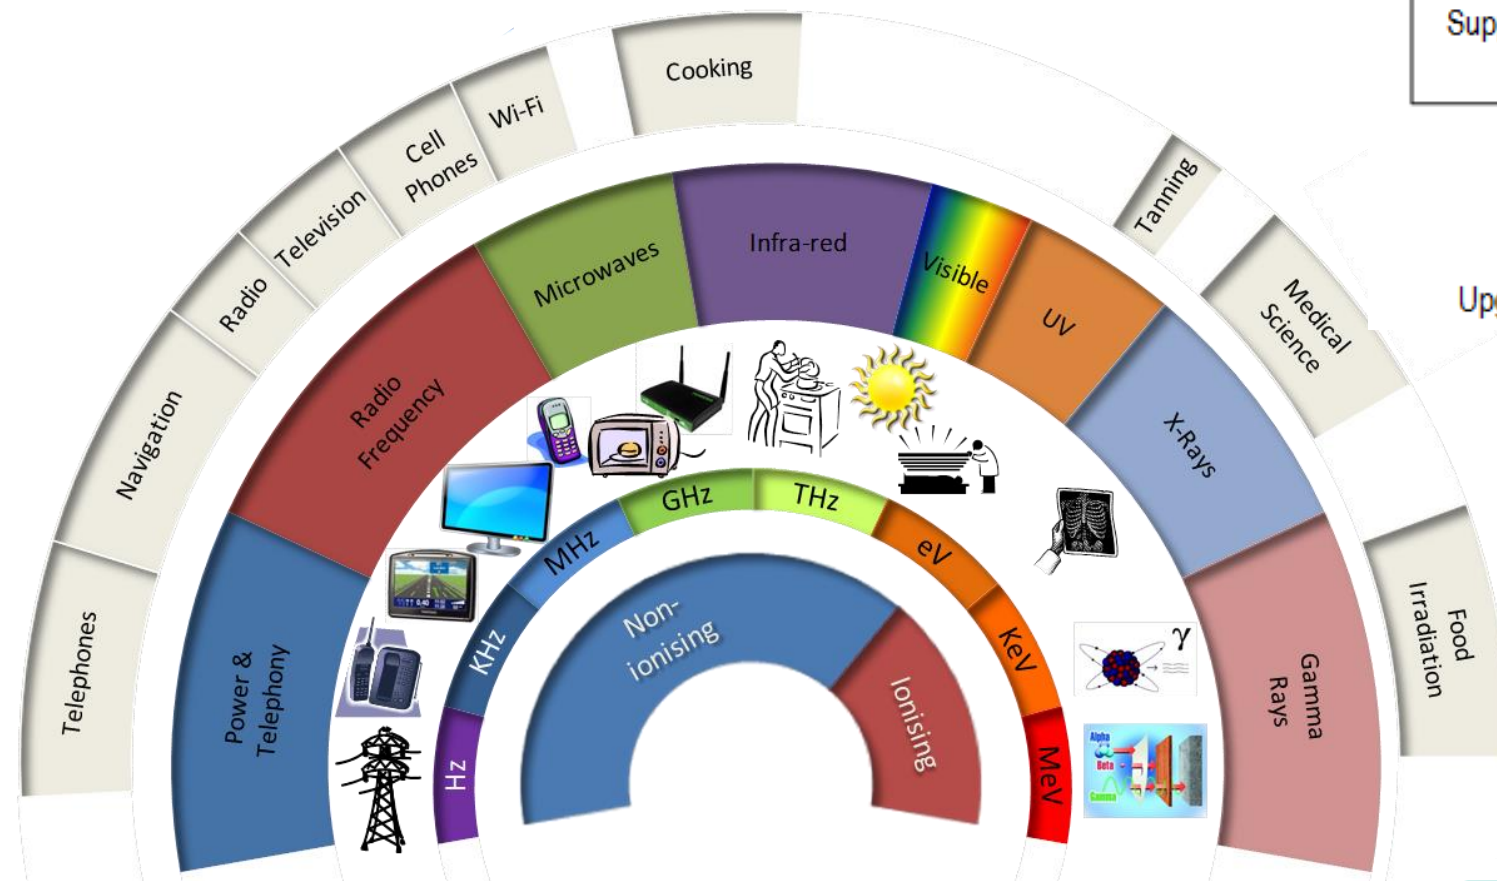 Telephones
Navigation
Radio
Television
Cell
Phones
Wi-Fi
Cooking
Tanning
Medical
Science
Food
Irradiation
Power &
Telephony
Radio
Frequency
Microwaves
Infra-red
Visible
UV
X-Rays
Gamma
Rays
Hz
KHz
MHz
GHz
THz
eV
KeV
MeV
Non-
ionising
Ionising
γ
Alpha
Beta
Gamma
Sup